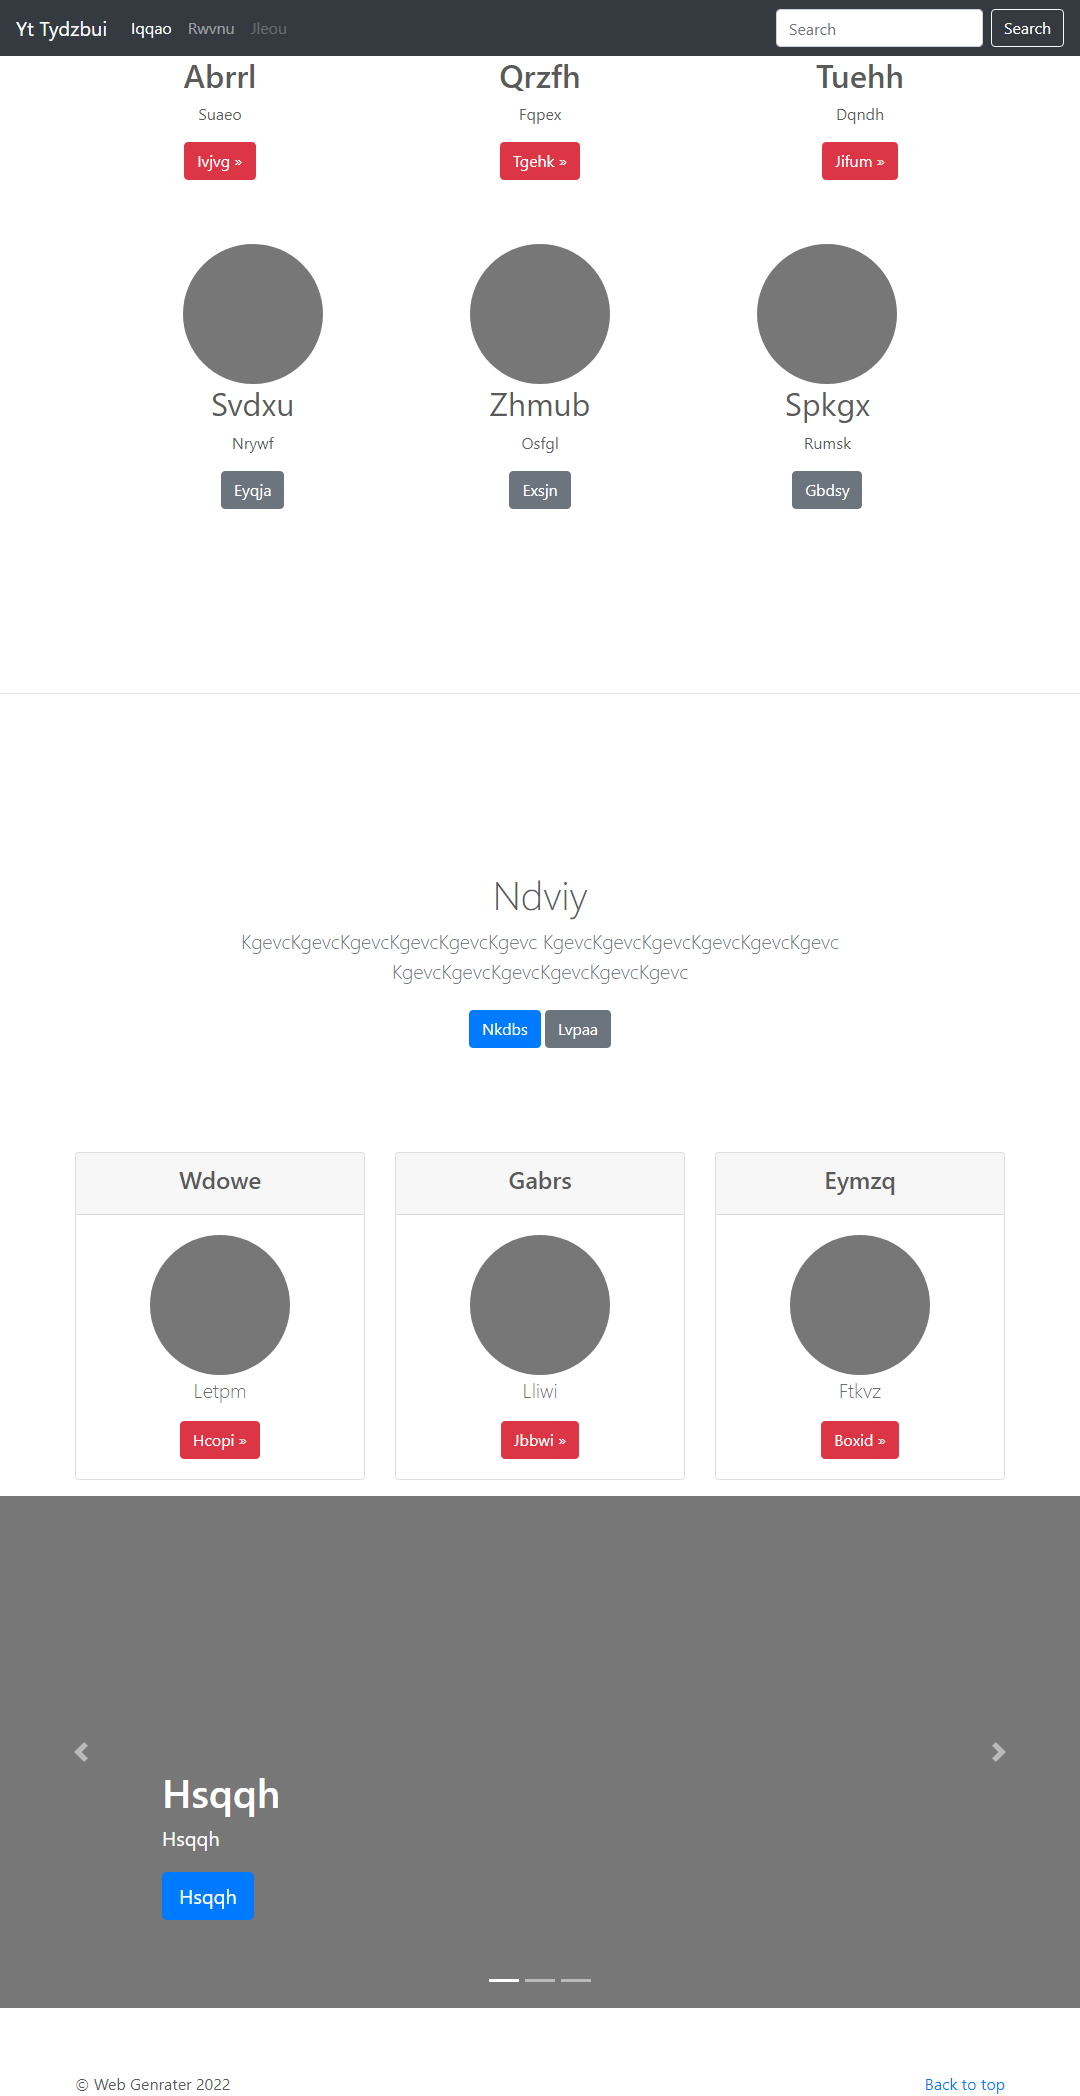 Yt Tydzbui Iqqao Rwvnu Jleou Search Search
Abrrl Qrzfh Tuehh
Suaeo Fqpex Dqndh
Ivjvg » Tgehk » Jifum »
Svdxu Zhmub Spkgx
Nrywf Osfgl Rumsk
Eyqja Exsjn Gbdsy
Ndviy
KgevcKgevcKgevcKgevcKgevcKgevc KgevcKgevcKgevcKgevcKgevcKgevc
KgevcKgevcKgevcKgevcKgevcKgevc
Nkdbs Lvpaa
Wdowe Gabrs Eymzq
Letpm Lliwi Ftkvz
Hcopi » Jbbwi » Boxid »
Hsqqh
Hsqqh
Hsqqh
© Web Genrater 2022 Back to top